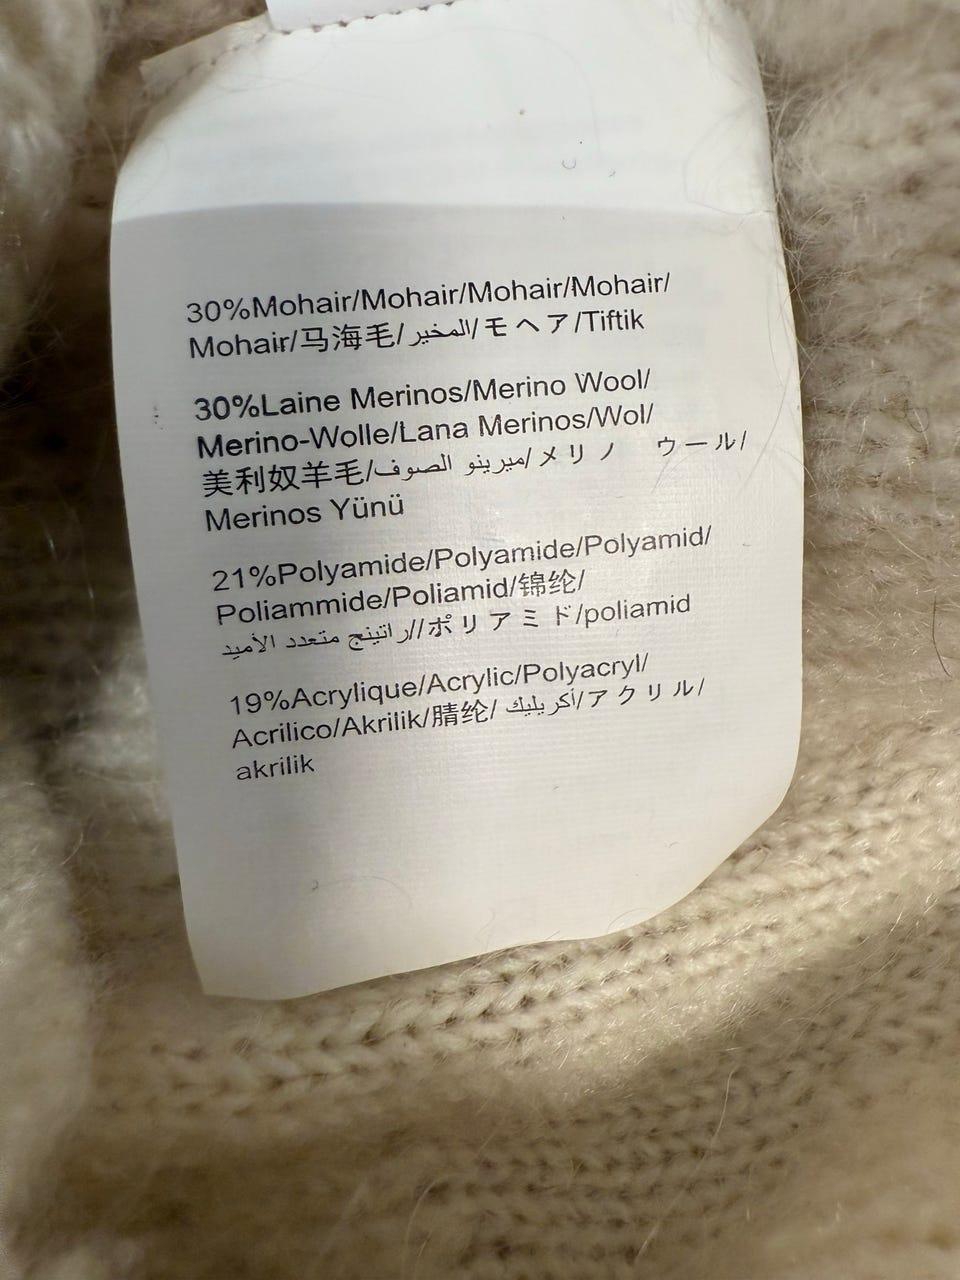 30%Mohair/Mohair/Mohair/Mohair/
Mohair/马海毛/المخير/モヘア/Tiftik
30%Laine Merinos/Merino Wool/
Merino-Wolle/Lana Merinos/Wol/
美利奴羊毛/ميرينو الصوف/メリノ ウール/
Merinos Yünü
21%Polyamide/Polyamide/Polyamid/
Poliammide/Poliamid/锦纶/
راتينج متعدد الأميد//ポリアミド/poliamid
19%Acrylique/Acrylic/Polyacryl/
Acrilico/Akrilik/腈纶/أكريليك/アクリル/
akrilik